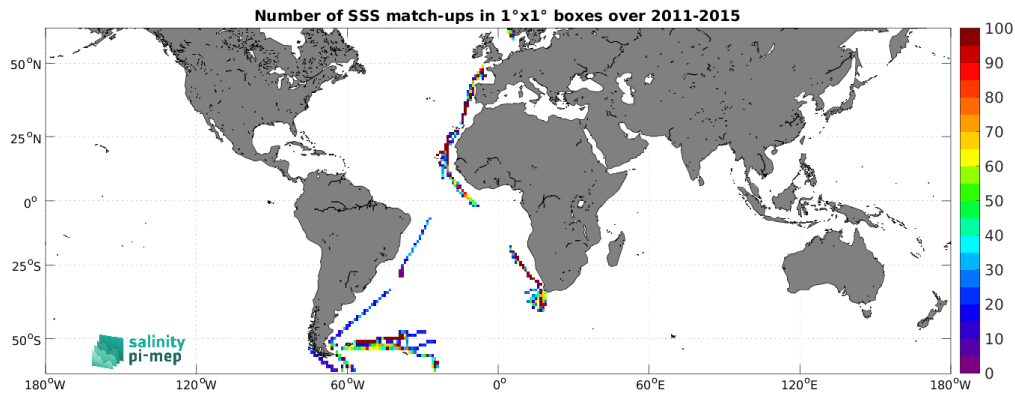 Number of SSS match-ups in 1°x1° boxes over 2011-2015
50°N
25°N
0°
25°S
50°S
180°W
120°W
60°W
0°
60°E
120°E
180°W
100
90
80
70
60
50
40
30
20
10
0
salinity
pi-mep